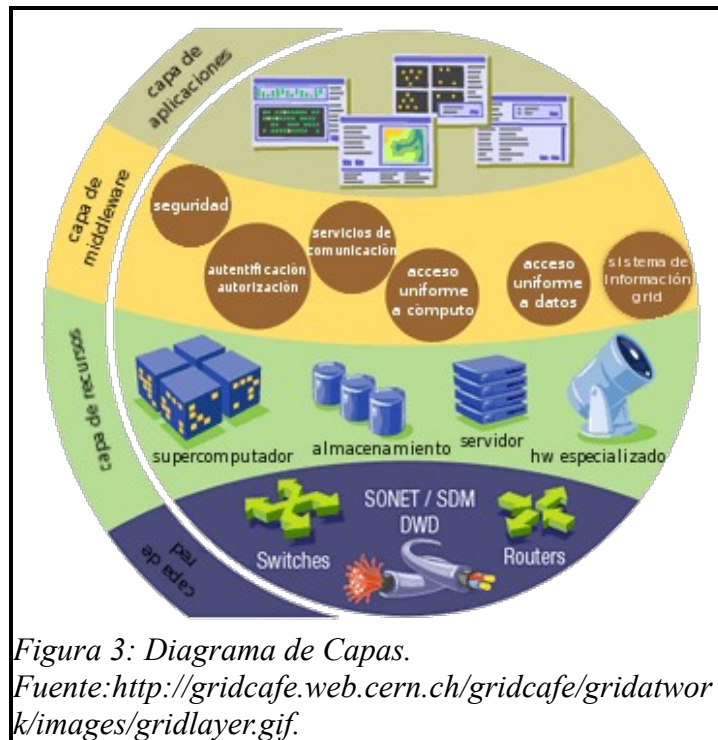 capa de
aplicaciones
capa de
middleware
seguridad
autentificación
autorización
servicios de
comunicación
acceso
uniforme
a còmputo
acceso
uniforme
a datos
sistema de
información
grid
capa de recursos
supercomputador
almacenamiento
servidor
hw especializado
capa de
red
SONET / SDM
DWD
Switches
Routers
Figura 3: Diagrama de Capas.
Fuente:http://gridcafe.web.cern.ch/gridcafe/gridatwor
k/images/gridlayer.gif.